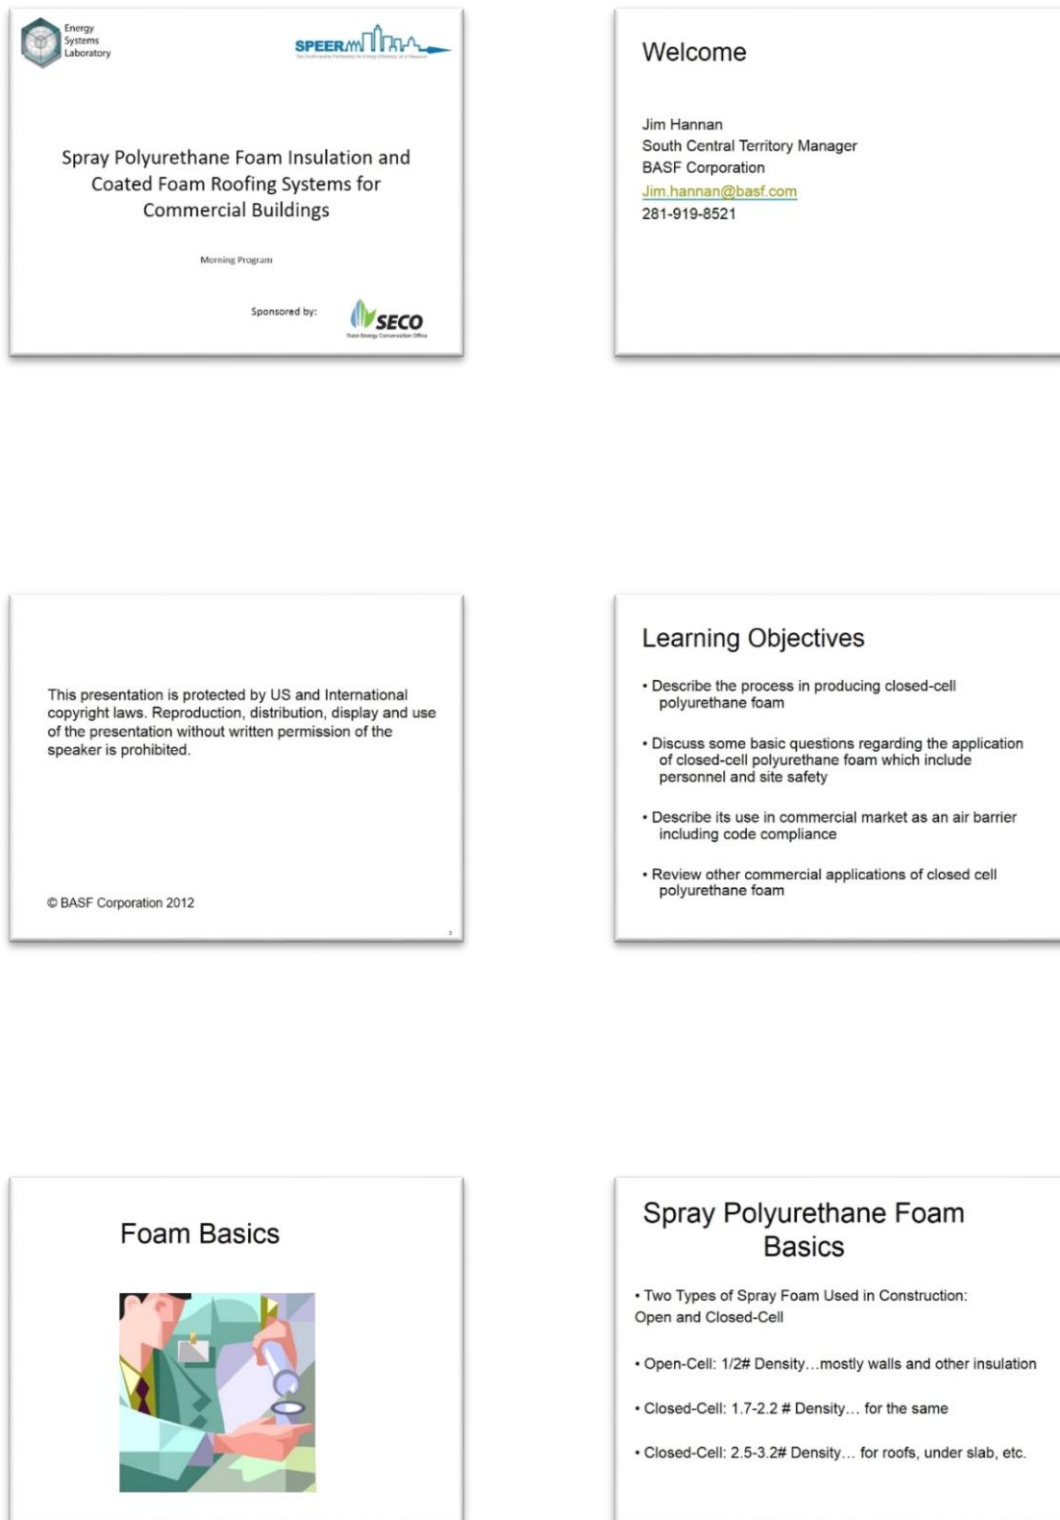 Energy
Systems
Laboratory
SPEER
Spray Polyurethane Foam Insulation and
Coated Foam Roofing Systems for
Commercial Buildings
Morning Program
Sponsored by:
SECO
State Energy Conservation Office
Welcome
Jim Hannan
South Central Territory Manager
BASF Corporation
Jim.hannan@basf.com
281-919-8521
This presentation is protected by US and International
copyright laws. Reproduction, distribution, display and use
of the presentation without written permission of the
speaker is prohibited.
© BASF Corporation 2012
3
Learning Objectives
• Describe the process in producing closed-cell
polyurethane foam
• Discuss some basic questions regarding the application
of closed-cell polyurethane foam which include
personnel and site safety
• Describe its use in commercial market as an air barrier
including code compliance
• Review other commercial applications of closed cell
polyurethane foam
Foam Basics
Spray Polyurethane Foam
Basics
• Two Types of Spray Foam Used in Construction:
Open and Closed-Cell
• Open-Cell: 1/2# Density…mostly walls and other insulation
• Closed-Cell: 1.7-2.2 # Density… for the same
• Closed-Cell: 2.5-3.2# Density… for roofs, under slab, etc.